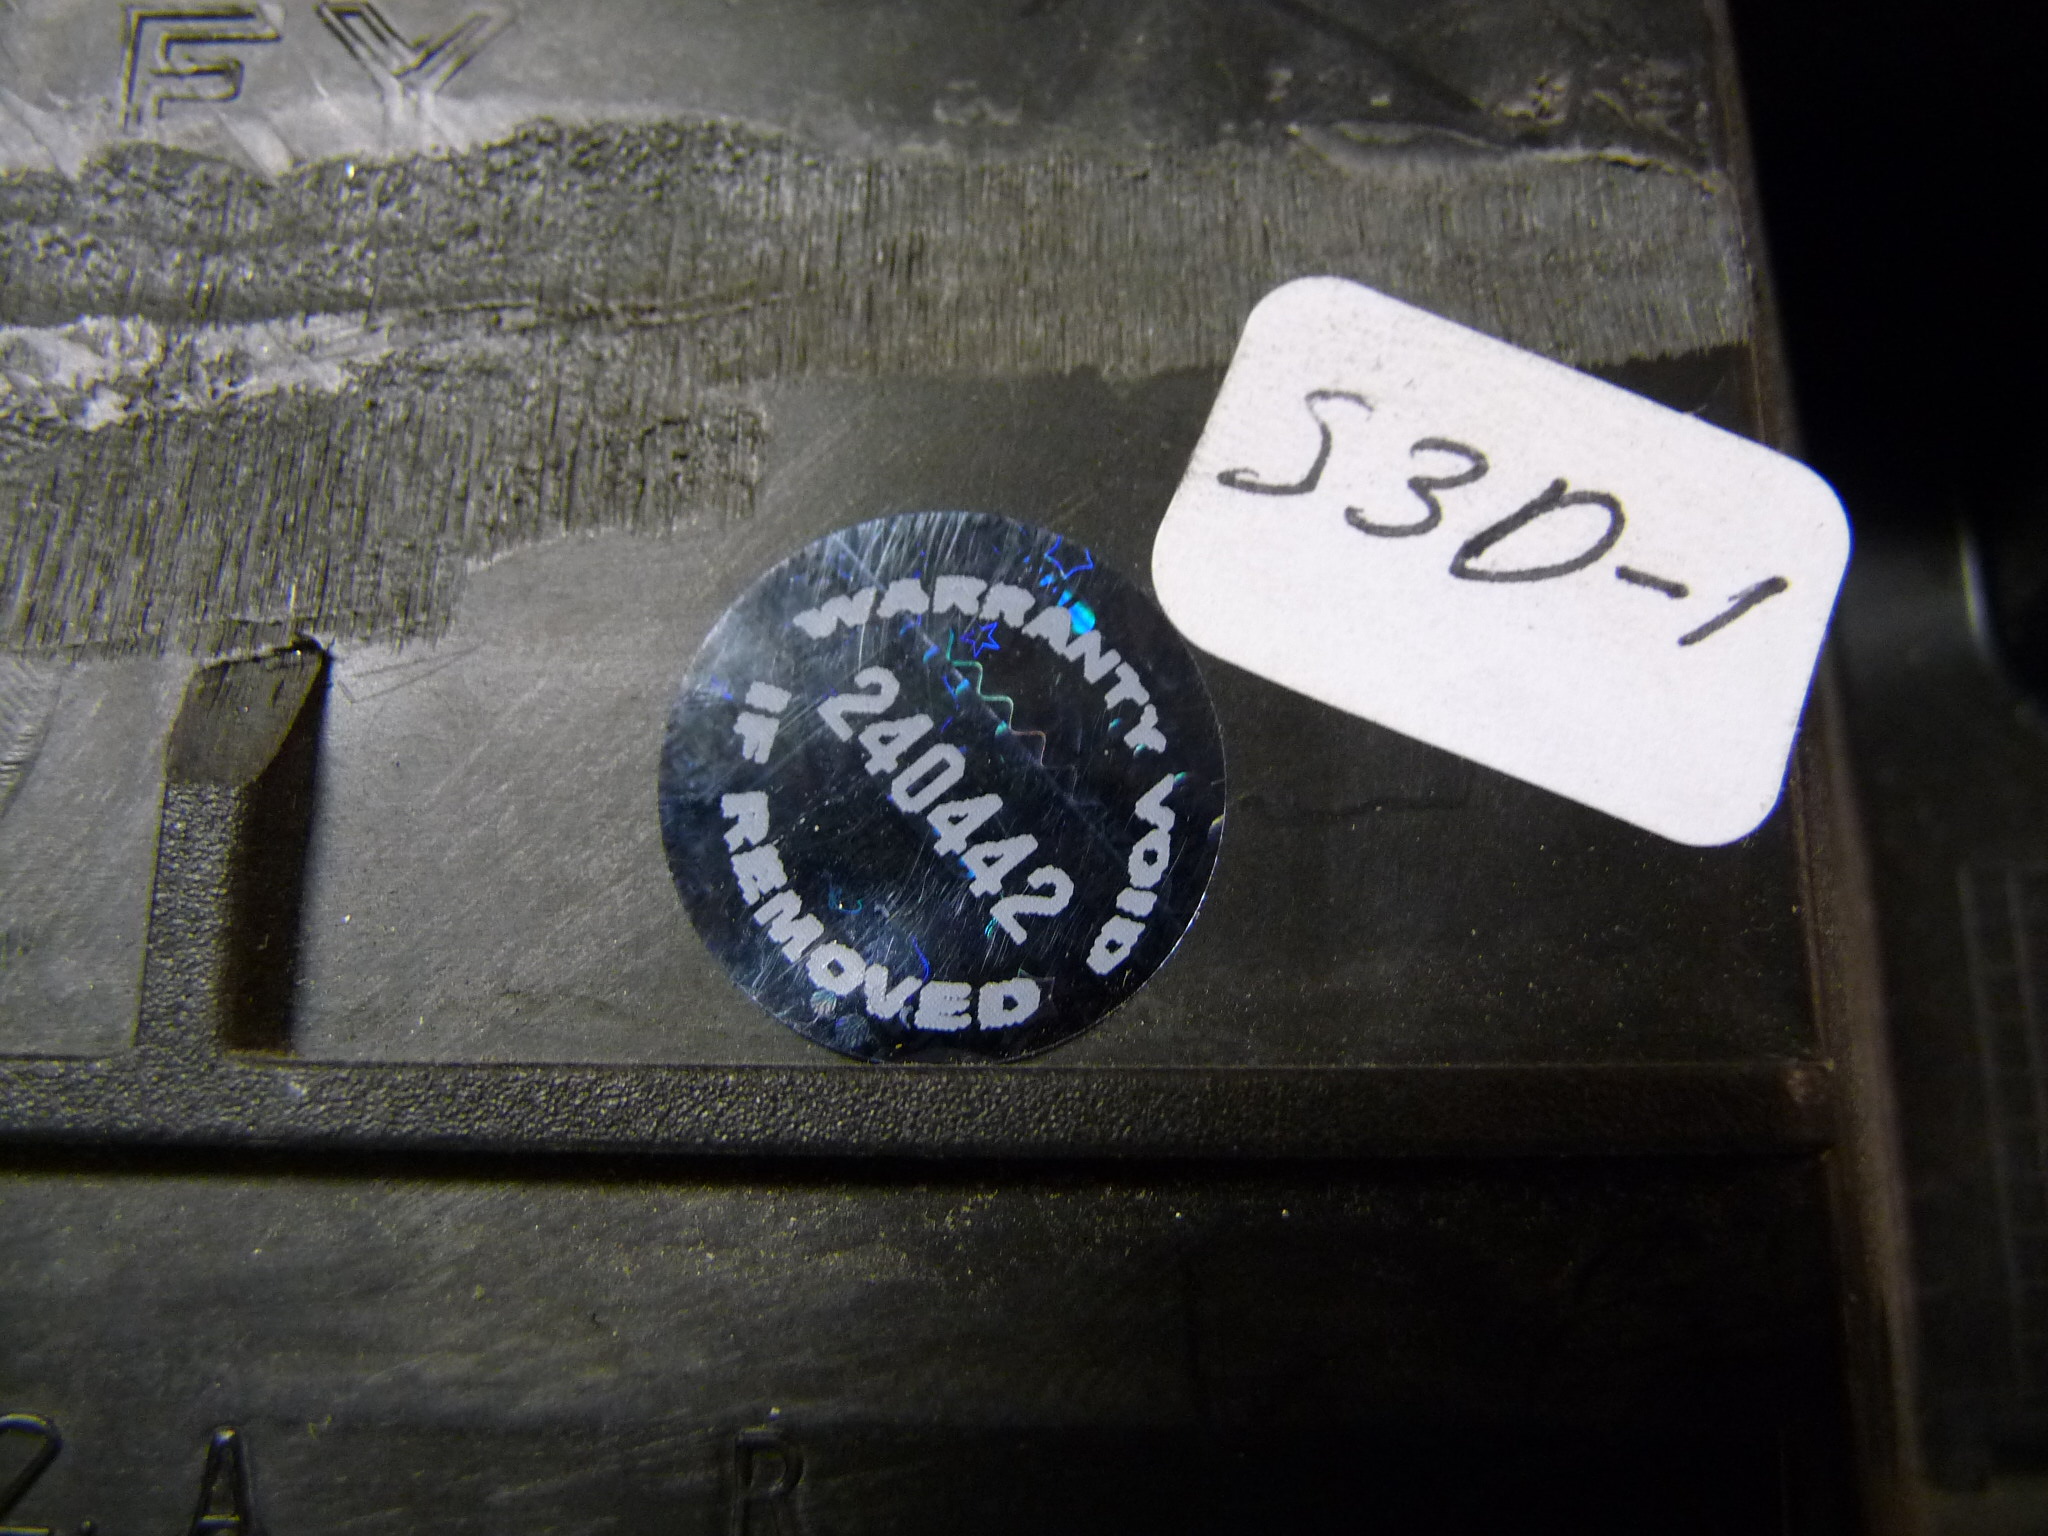 FY
S3D-1
WARRANTY VOID
IF REMOVED
240442